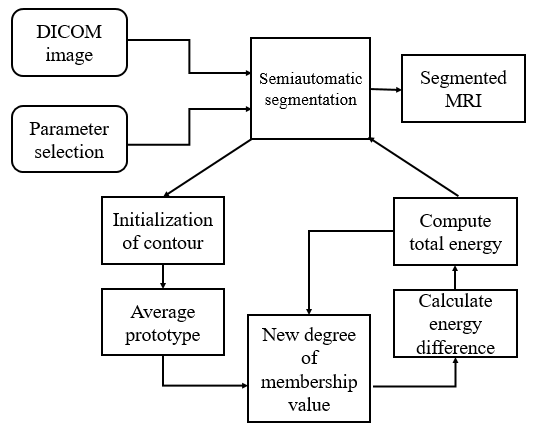 DICOM
image
Semiautomatic
segmentation
Segmented
MRI
Parameter
selection
Initialization
of contour
Compute
total energy
Average
prototype
New degree
of
membership
value
Calculate
energy
difference